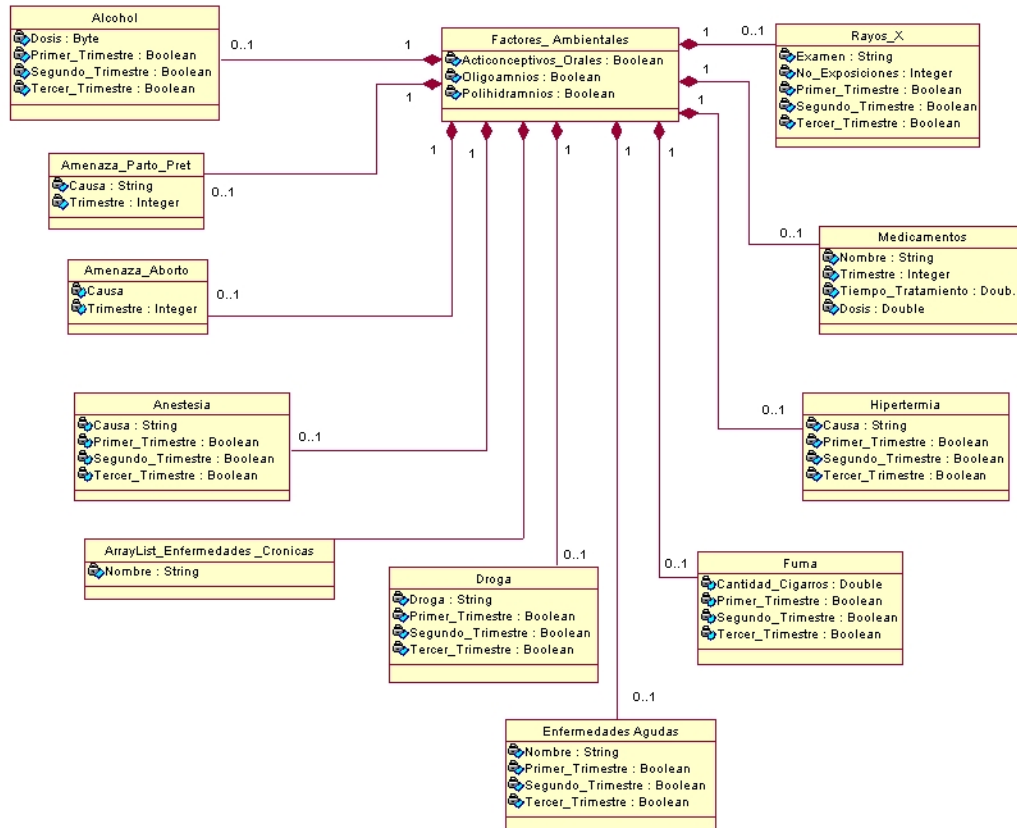 Alcohol
Dosis : Byte
Primer_Trimestre : Boolean
Segundo_Trimestre : Boolean
Tercer_Trimestre : Boolean
0..1
1
Factores_ Ambientales
Acticonceptivos_Orales : Boolean
Oligoamnios : Boolean
Polihidramnios : Boolean
1
0..1
Rayos_X
Examen : String
No_Exposiciones : Integer
Primer_Trimestre : Boolean
Segundo_Trimestre : Boolean
Tercer_Trimestre : Boolean
1
1
1
1
1
1
1
1
Amenaza_Parto_Pret
Causa : String
Trimestre : Integer
0..1
Amenaza_Aborto
Causa
Trimestre : Integer
0..1
0..1
Medicamentos
Nombre : String
Trimestre : Integer
Tiempo_Tratamiento : Doub..
Dosis : Double
Anestesia
Causa : String
Primer_Trimestre : Boolean
Segundo_Trimestre : Boolean
Tercer_Trimestre : Boolean
0..1
0..1
Hipertermia
Causa : String
Primer_Trimestre : Boolean
Segundo_Trimestre : Boolean
Tercer_Trimestre : Boolean
ArrayList_Enfermedades _Cronicas
Nombre : String
0..1
Droga
Droga : String
Primer_Trimestre : Boolean
Segundo_Trimestre : Boolean
Tercer_Trimestre : Boolean
0..1
Fuma
Cantidad_Cigarros : Double
Primer_Trimestre : Boolean
Segundo_Trimestre : Boolean
Tercer_Trimestre : Boolean
0..1
Enfermedades Agudas
Nombre : String
Primer_Trimestre : Boolean
Segundo_Trimestre : Boolean
Tercer_Trimestre : Boolean